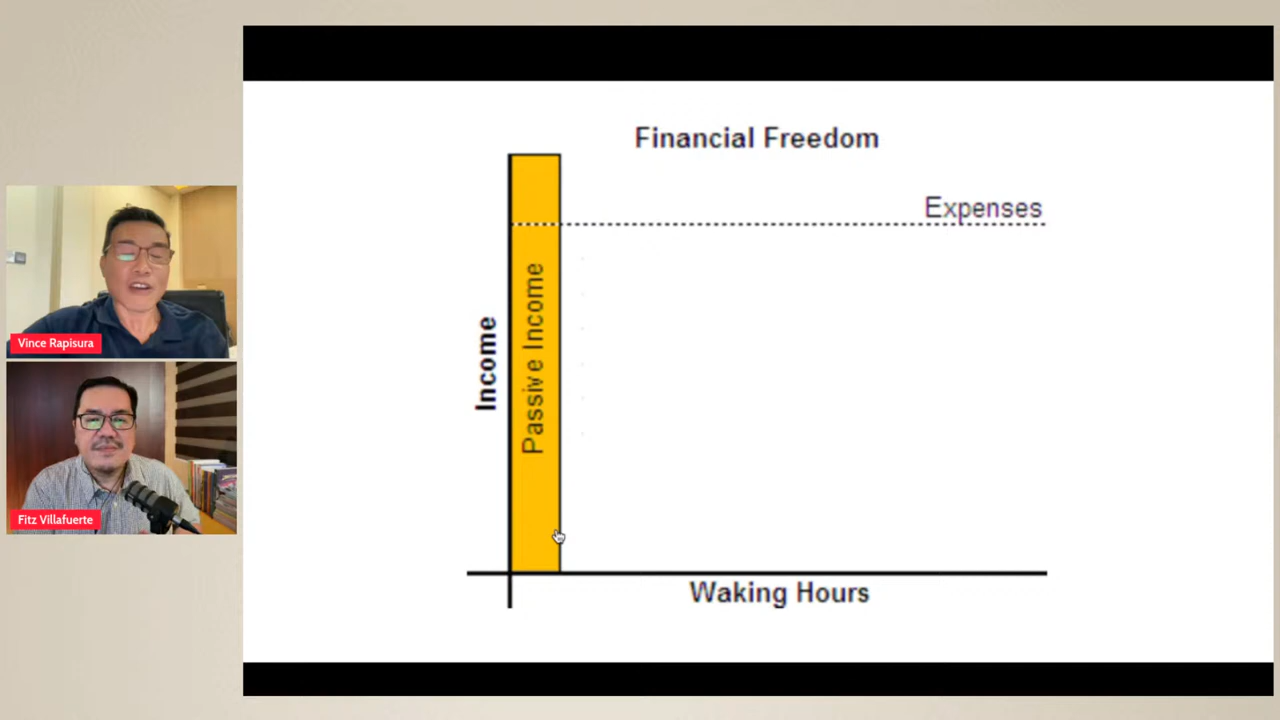 Financial Freedom
Expenses
Income
Passive Income
Waking Hours
Vince Rapisura
Fitz Villafuerte